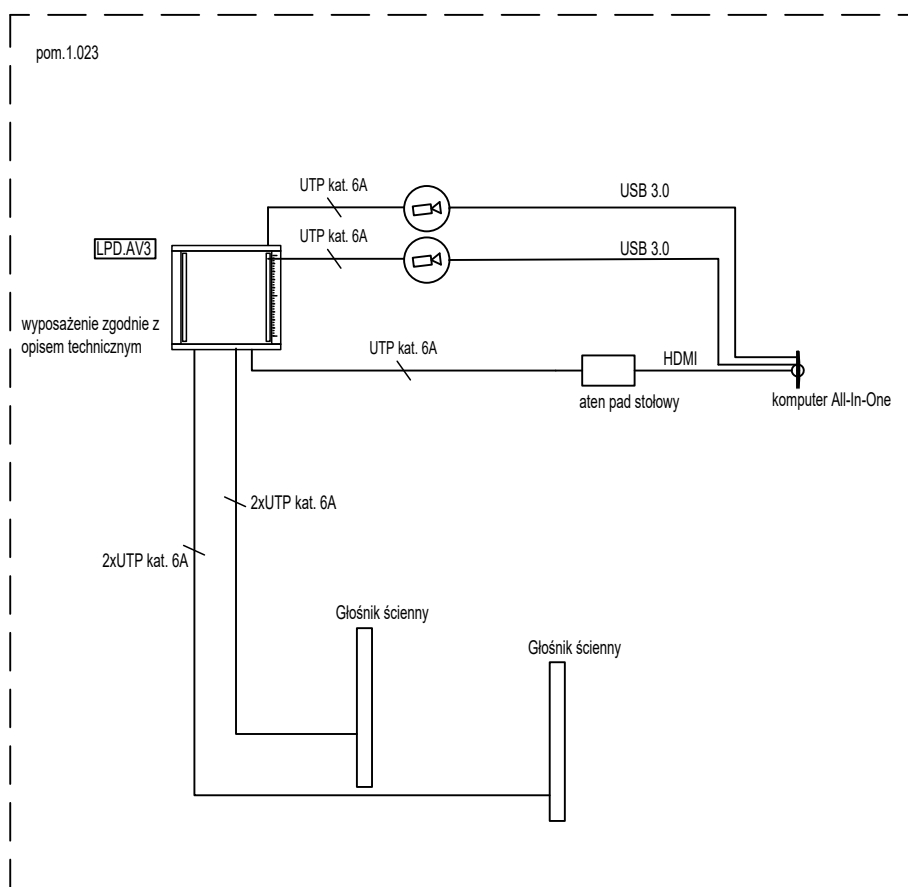 pom.1.023
UTP kat. 6A
USB 3.0
UTP kat. 6A
USB 3.0
LPD.AV3
wyposażenie zgodnie z
opisem technicznym
UTP kat. 6A
HDMI
aten pad stołowy
komputer All-In-One
2xUTP kat. 6A
2xUTP kat. 6A
Głośnik ścienny
Głośnik ścienny